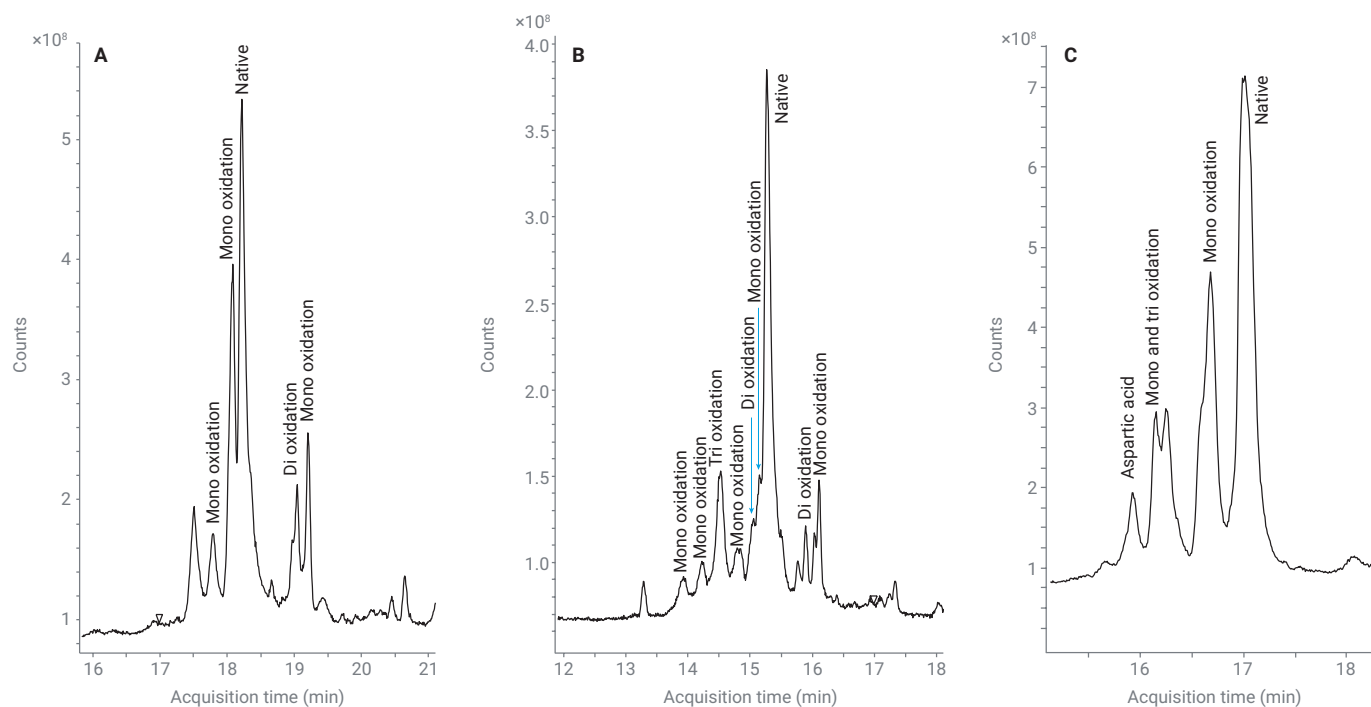 ×10⁸
A
Native
Mono oxidation
Mono oxidation
Mono oxidation
Di oxidation
5
4
3
2
1
Counts
16
17
18
19
20
21
Acquisition time (min)
×10⁸
B
Native
Mono oxidation
Di oxidation
Mono oxidation
Mono oxidation
Tri oxidation
Mono oxidation
Di oxidation
Mono oxidation
4.0
3.5
3.0
2.5
2.0
1.5
1.0
Counts
12
13
14
15
16
17
18
Acquisition time (min)
×10⁸
C
Native
Mono oxidation
Mono and tri oxidation
Aspartic acid
7
6
5
4
3
2
1
Counts
16
17
18
Acquisition time (min)